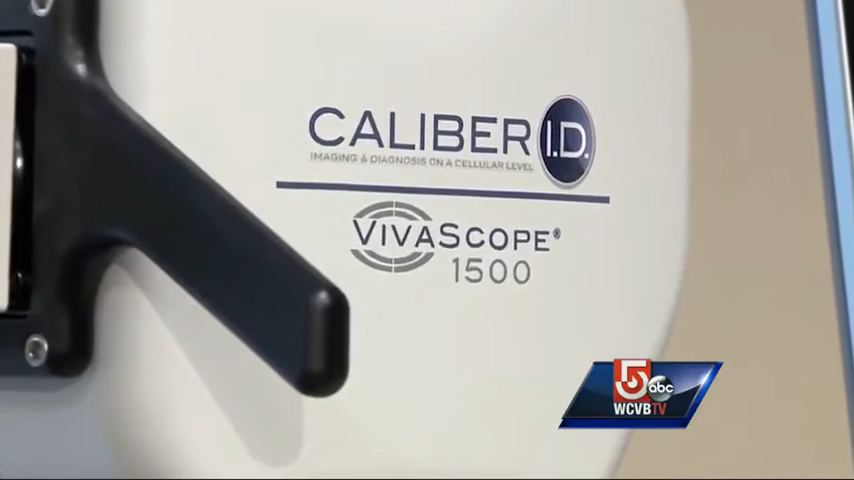 CALIBER I.D.
IMAGING & DIAGNOSIS ON A CELLULAR LEVEL
VIVASCOPE®
1500
5 abc
WCVB TV